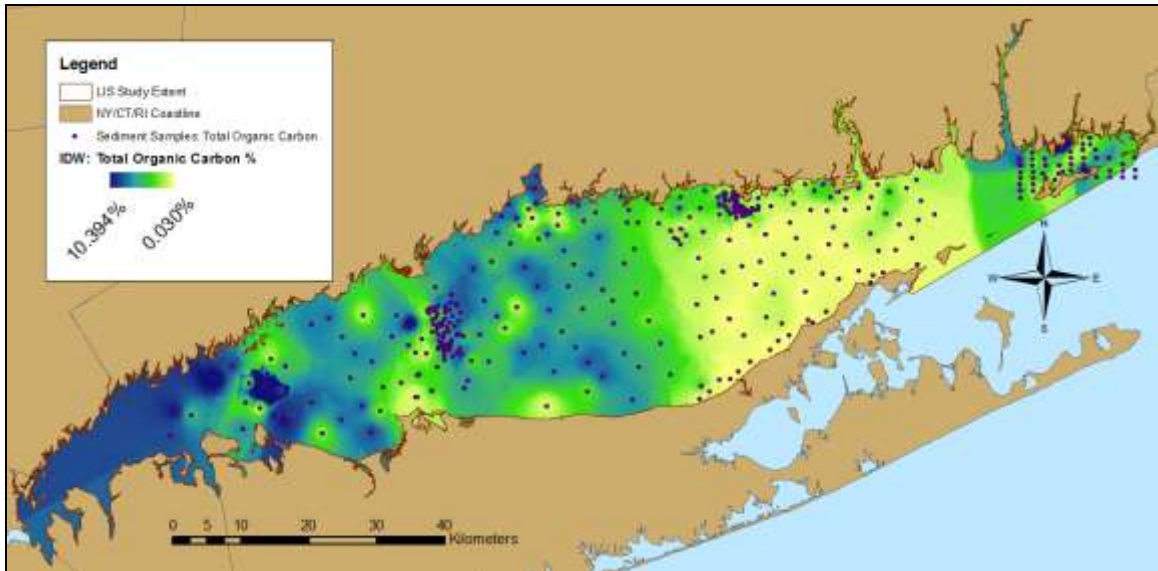 Legend
LIS Study Extent
NY/CT/RI Coastline
Sediment Samples: Total Organic Carbon
IDW: Total Organic Carbon %
10.394%
0.030%
N
W E
S
0 5 10 20 30 40
Kilometers